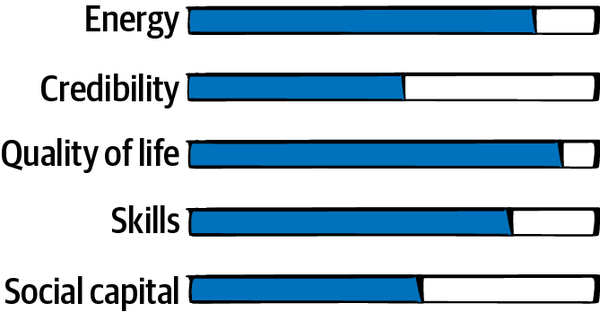 Energy
Credibility
Quality of life
Skills
Social capital